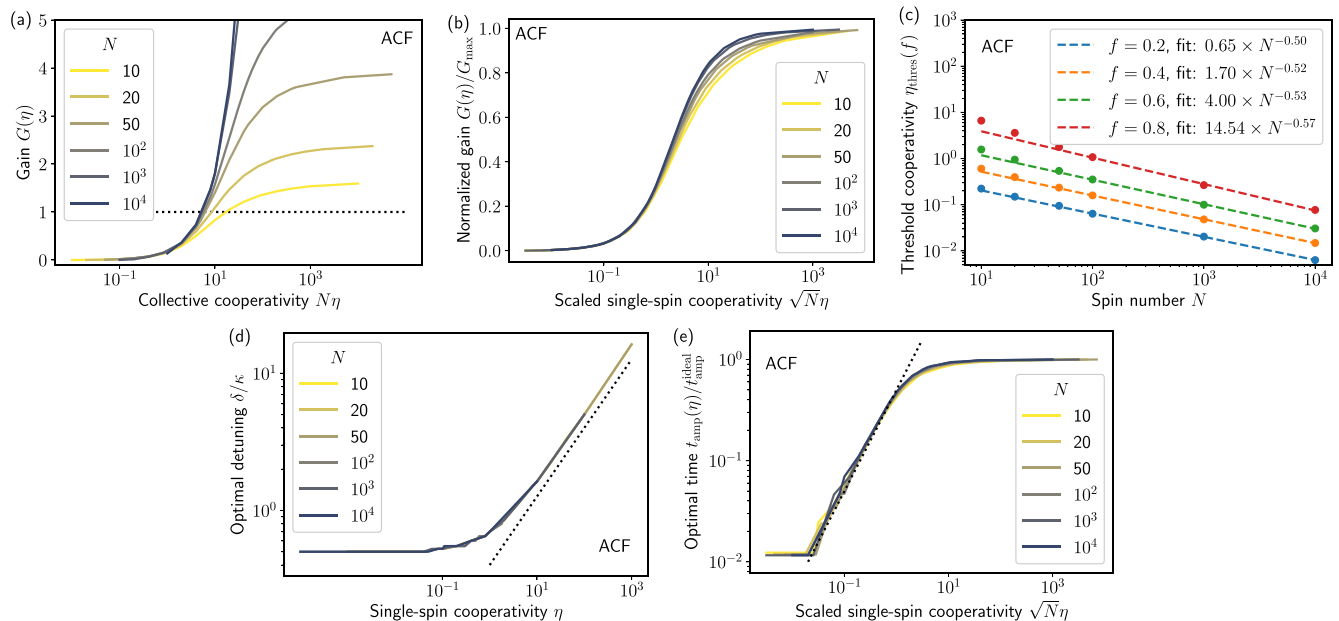 (a)
5
4
3
2
1
0
Gain G(η)
N
10
20
50
10²
10³
10⁴
ACF
10⁻¹
10¹
10³
Collective cooperativity Nη
(b)
1.0
0.8
0.6
0.4
0.2
0.0
Normalized gain G(η)/G_max
ACF
N
10
20
50
10²
10³
10⁴
10⁻¹
10¹
10³
Scaled single-spin cooperativity √Nη
(c)
10³
10²
10¹
10⁰
10⁻¹
10⁻²
Threshold cooperativity η_thres(f)
ACF
f = 0.2, fit: 0.65 × N^−0.50
f = 0.4, fit: 1.70 × N^−0.52
f = 0.6, fit: 4.00 × N^−0.53
f = 0.8, fit: 14.54 × N^−0.57
10¹
10²
10³
10⁴
Spin number N
(d)
10¹
10⁰
Optimal detuning δ/κ
N
10
20
50
10²
10³
10⁴
ACF
10⁻¹
10¹
10³
Single-spin cooperativity η
(e)
10⁰
10⁻¹
10⁻²
Optimal time t_amp(η)/t_amp^ideal
ACF
N
10
20
50
10²
10³
10⁴
10⁻¹
10¹
10³
Scaled single-spin cooperativity √Nη